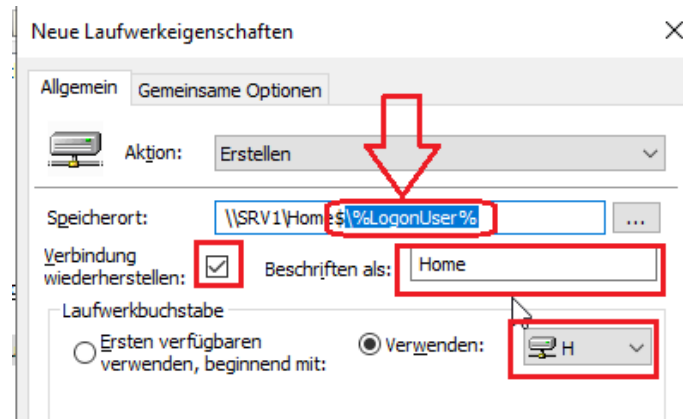 Neue Laufwerkeigenschaften
Allgemein Gemeinsame Optionen
Aktion: Erstellen
Speicherort: \\SRV1\Home$\%LogonUser% ...
Verbindung
wiederherstellen: Beschriften als: Home
Laufwerkbuchstabe
Ersten verfügbaren
verwenden, beginnend mit: Verwenden: H